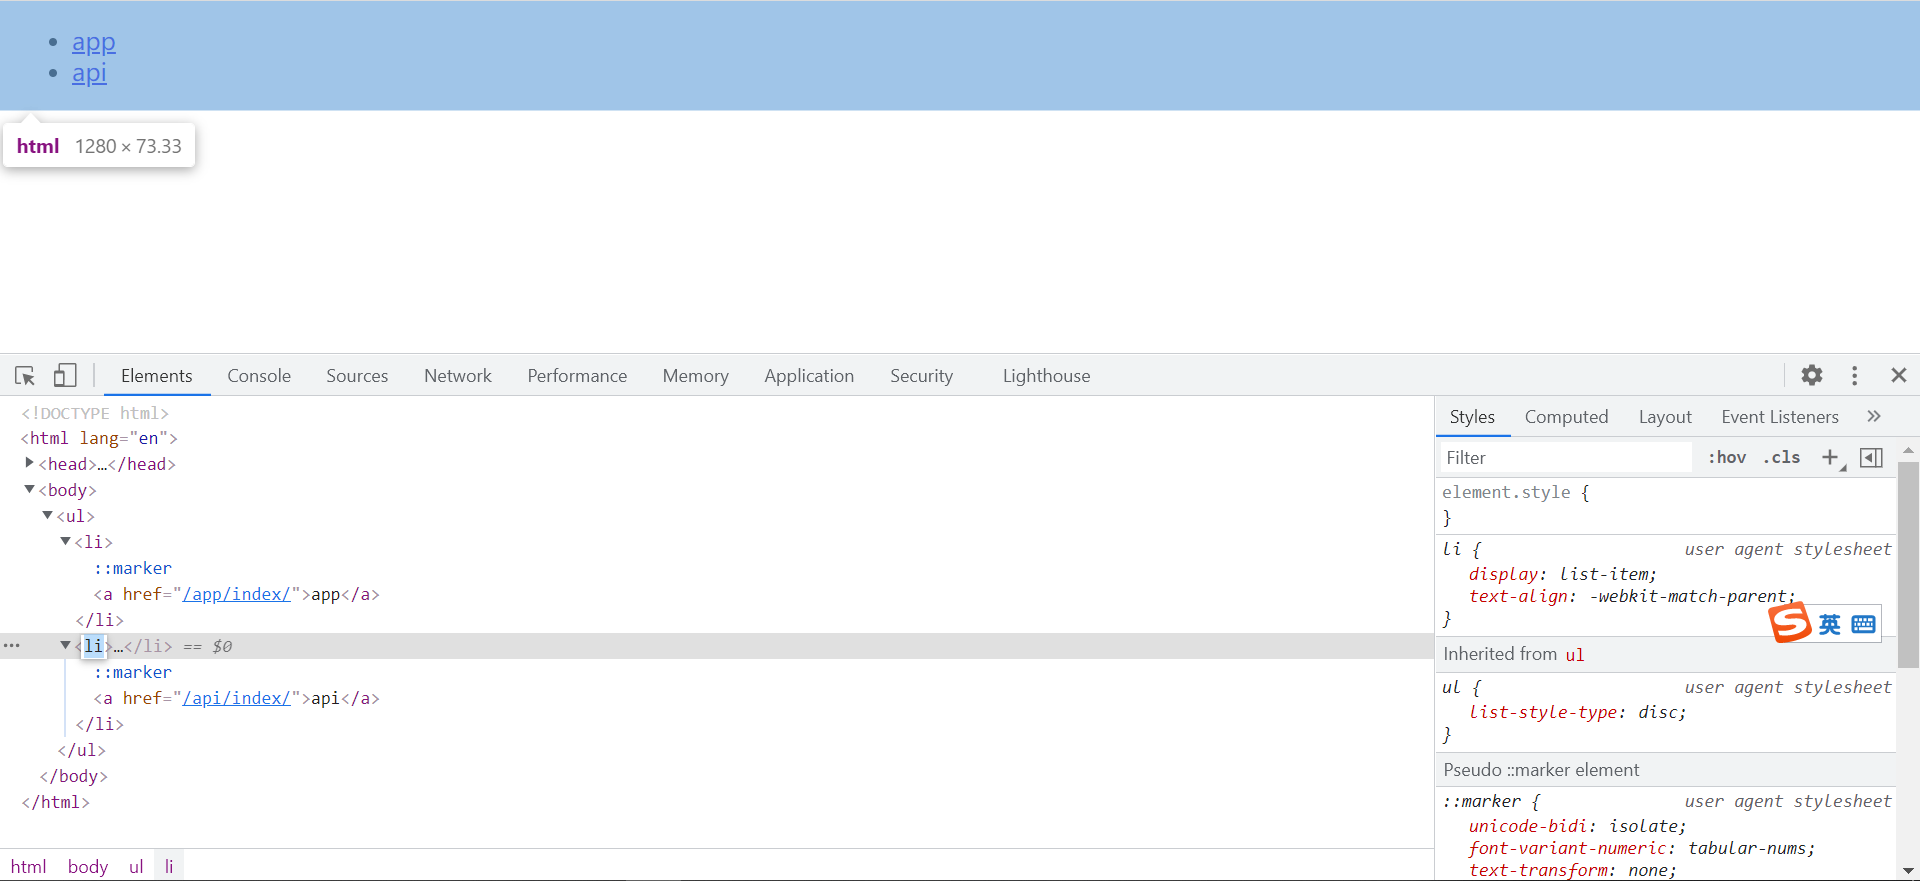 app
api
html 1280 × 73.33
Elements Console Sources Network Performance Memory Application Security Lighthouse
<!DOCTYPE html>
<html lang="en">
<head>…</head>
<body>
<ul>
<li>
::marker
<a href="/app/index/">app</a>
</li>
<li>…</li> == $0
::marker
<a href="/api/index/">api</a>
</li>
</ul>
</body>
</html>
html body ul li
Styles Computed Layout Event Listeners »
Filter :hov .cls +
element.style {
}
li { user agent stylesheet
display: list-item;
text-align: -webkit-match-parent;
}
英
Inherited from ul
ul { user agent stylesheet
list-style-type: disc;
}
Pseudo ::marker element
::marker { user agent stylesheet
unicode-bidi: isolate;
font-variant-numeric: tabular-nums;
text-transform: none;